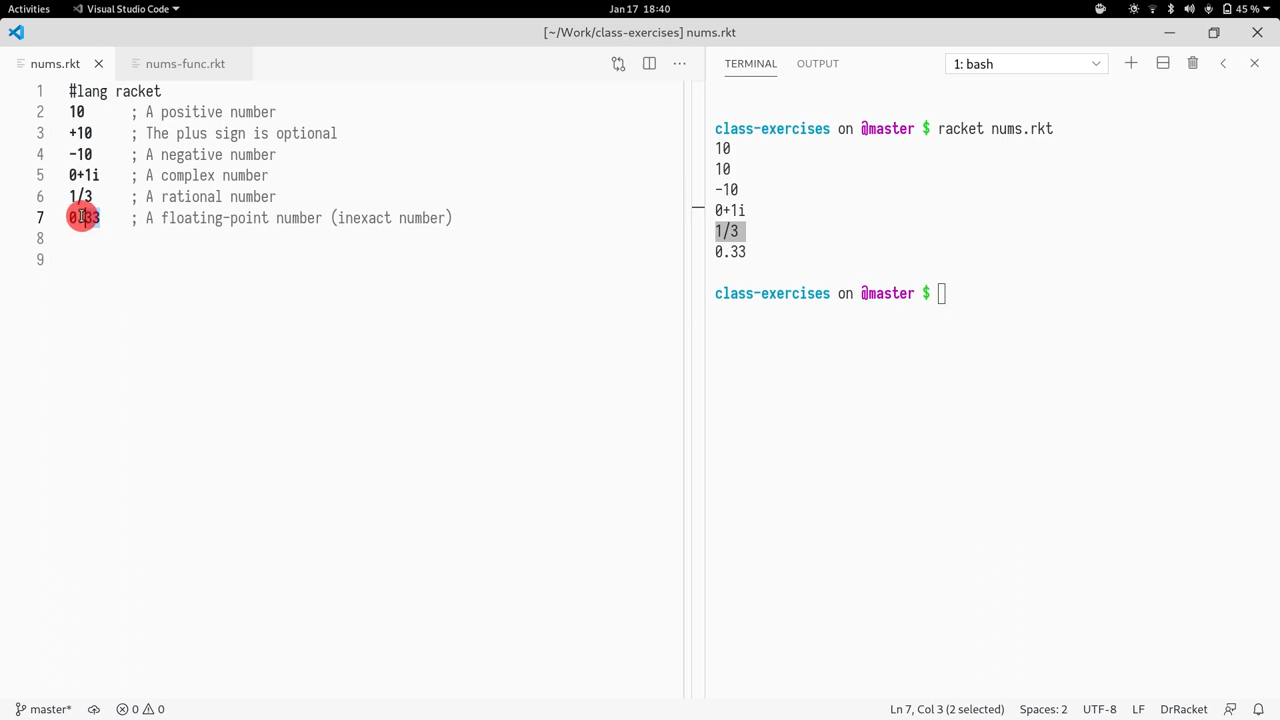 Activities Visual Studio Code Jan 17 18:40 45 %
[~/Work/class-exercises] nums.rkt
nums.rkt nums-func.rkt
1 #lang racket
2 10 ; A positive number
3 +10 ; The plus sign is optional
4 -10 ; A negative number
5 0+1i ; A complex number
6 1/3 ; A rational number
7 0.33 ; A floating-point number (inexact number)
8
9
TERMINAL OUTPUT 1: bash
class-exercises on @master $ racket nums.rkt
10
10
-10
0+1i
1/3
0.33
class-exercises on @master $
master* 0 0 Ln 7, Col 3 (2 selected) Spaces: 2 UTF-8 LF DrRacket